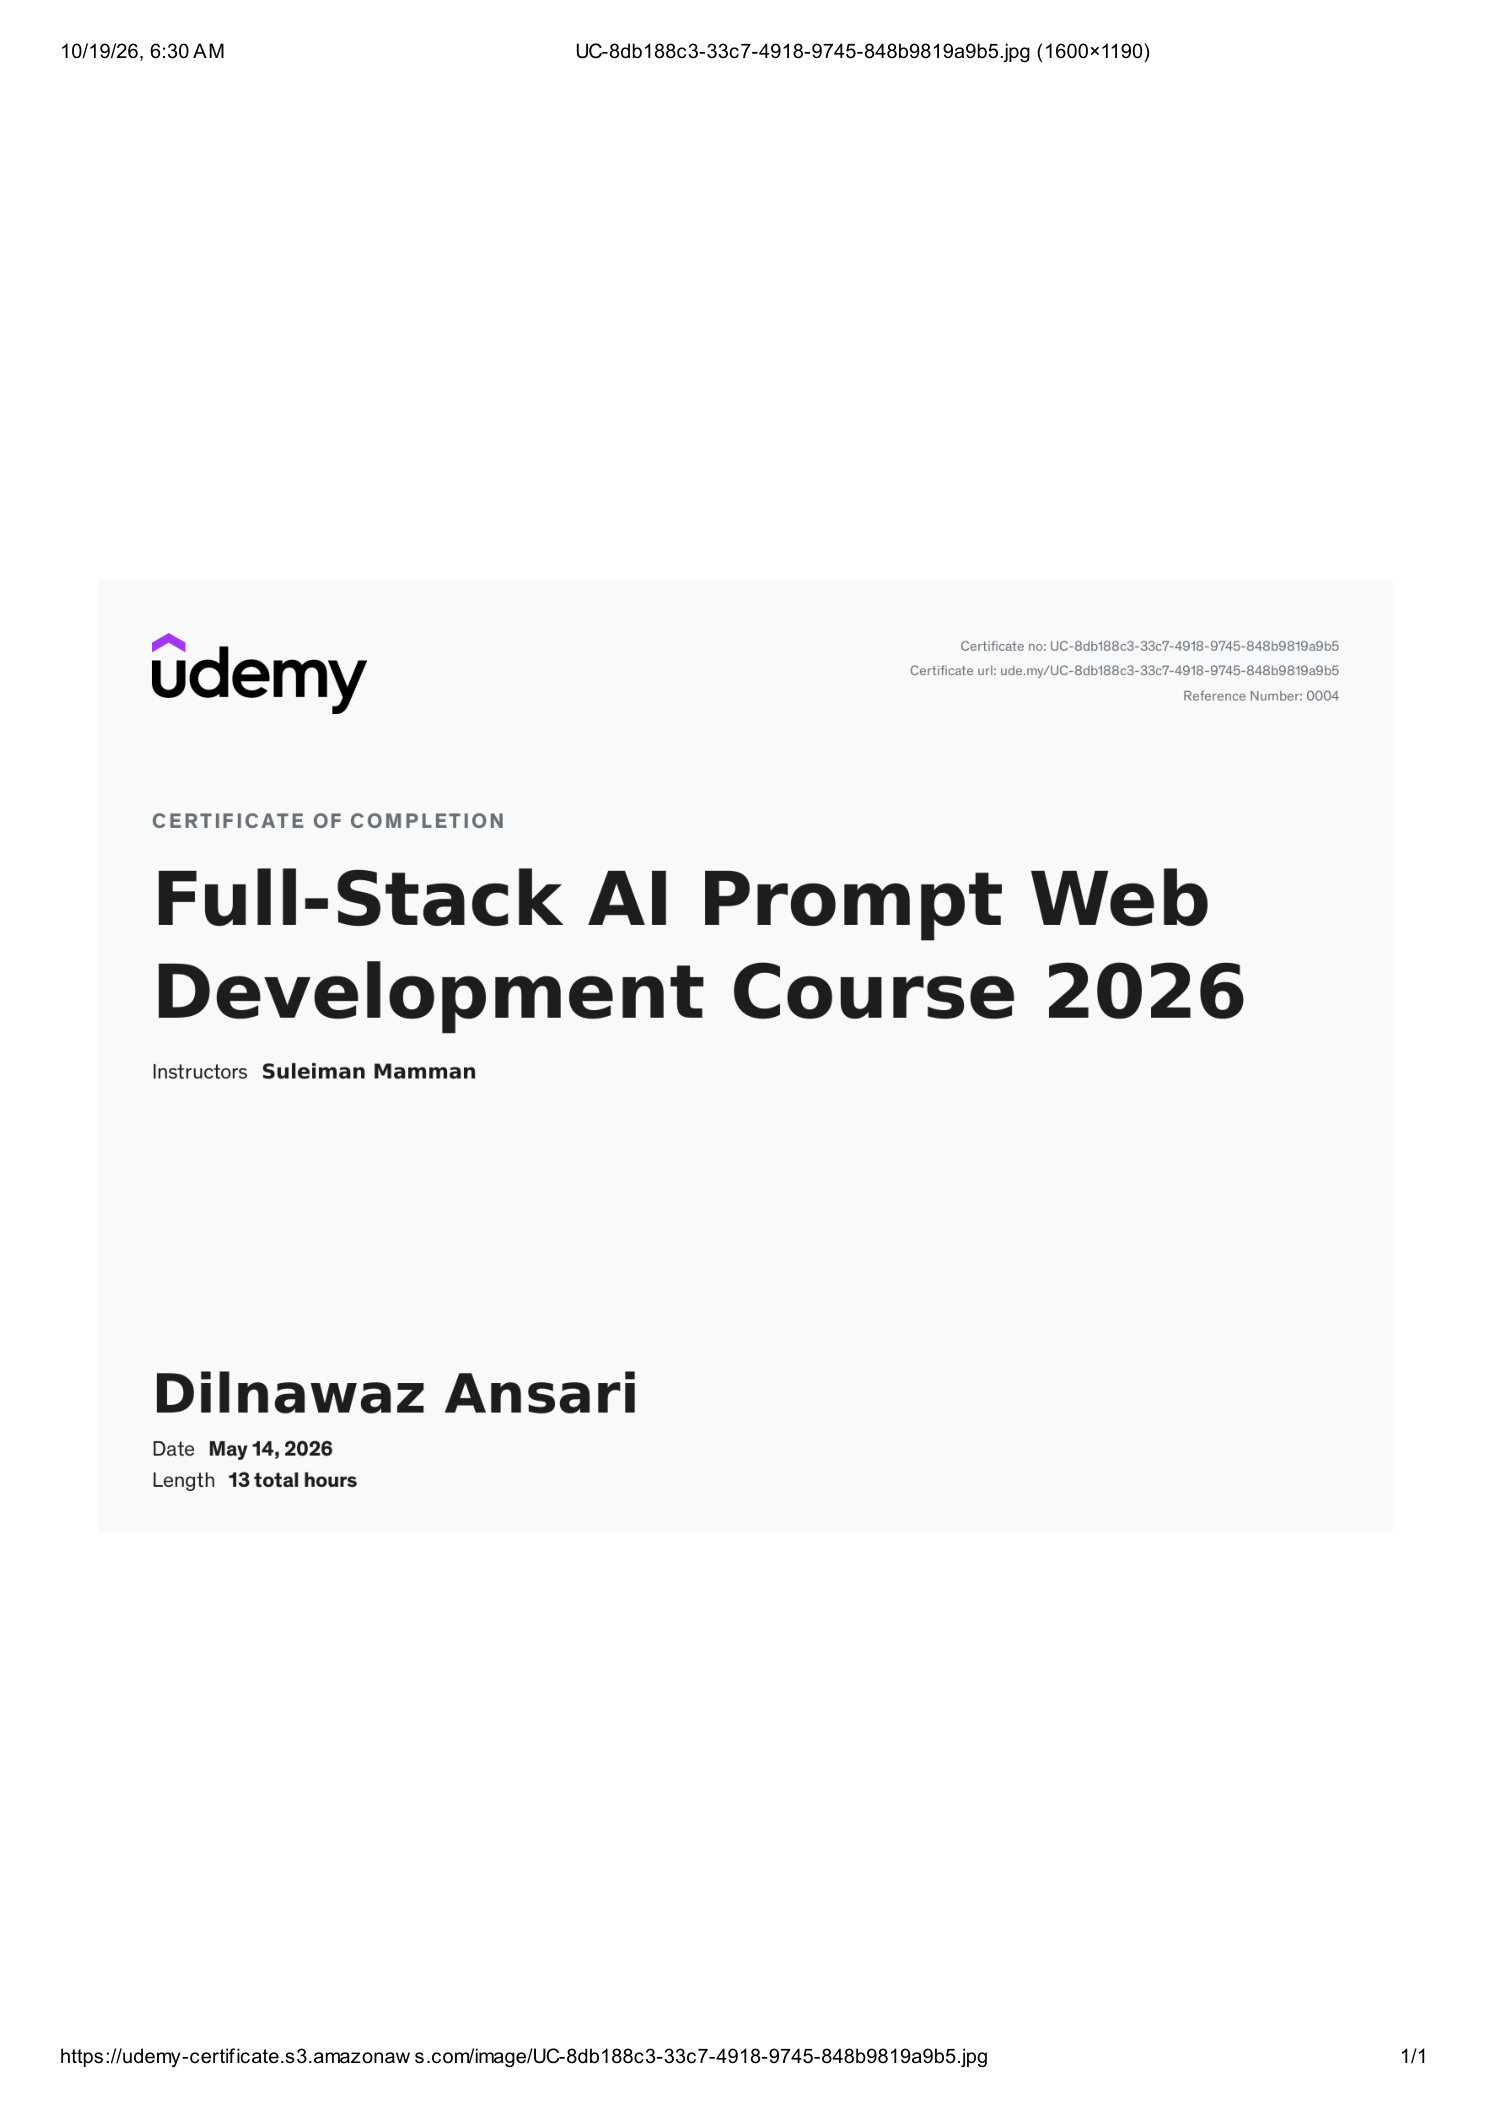 10/19/26, 6:30 AM
UC-8db188c3-33c7-4918-9745-848b9819a9b5.jpg (1600×1190)
udemy
Certificate no: UC-8db188c3-33c7-4918-9745-848b9819a9b5
Certificate url: ude.my/UC-8db188c3-33c7-4918-9745-848b9819a9b5
Reference Number: 0004
CERTIFICATE OF COMPLETION
Full-Stack AI Prompt Web
Development Course 2026
Instructors Suleiman Mamman
Dilnawaz Ansari
Date May 14, 2026
Length 13 total hours
https://udemy-certificate.s3.amazonaws.com/image/UC-8db188c3-33c7-4918-9745-848b9819a9b5.jpg
1/1